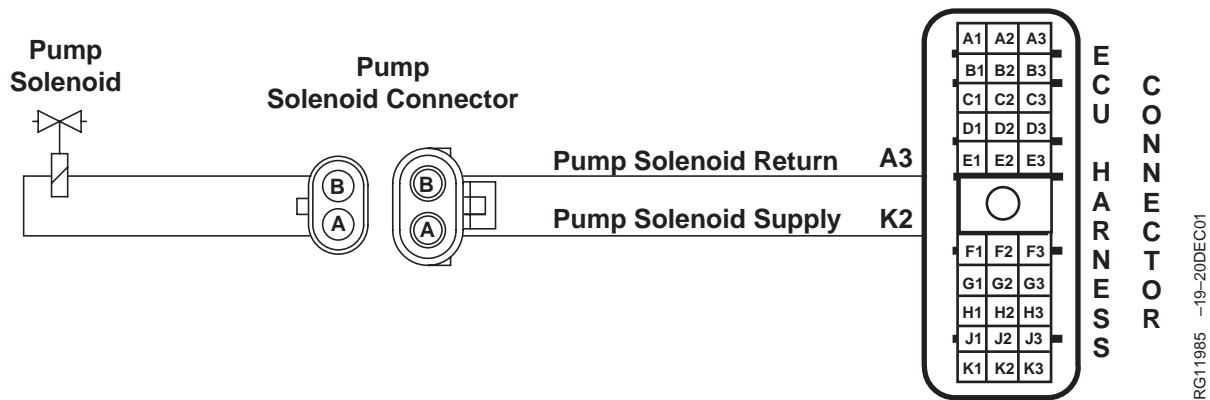 Pump
Solenoid
Pump
Solenoid Connector
B
A
B
A
Pump Solenoid Return A3
Pump Solenoid Supply K2
A1 A2 A3
B1 B2 B3
C1 C2 C3
D1 D2 D3
E1 E2 E3
F1 F2 F3
G1 G2 G3
H1 H2 H3
J1 J2 J3
K1 K2 K3
ECU HARNESS
CONNECTOR
RG11985 –19–20DEC01